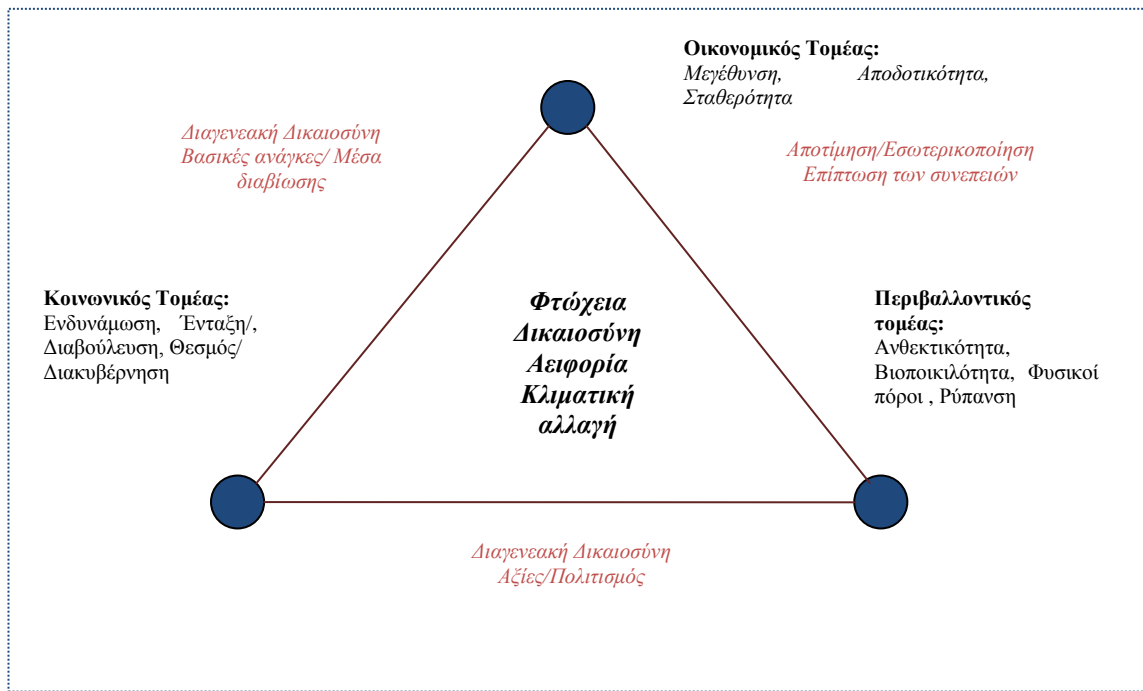 Οικονομικός Τομέας:
Μεγέθυνση, Αποδοτικότητα,
Σταθερότητα
Διαγενεακή Δικαιοσύνη
Βασικές ανάγκες/ Μέσα
διαβίωσης
Αποτίμηση/Εσωτερικοποίηση
Επίπτωση των συνεπειών
Κοινωνικός Τομέας:
Ενδυνάμωση, Ένταξη/,
Διαβούλευση, Θεσμός/
Διακυβέρνηση
Φτώχεια
Δικαιοσύνη
Αειφορία
Κλιματική
αλλαγή
Περιβαλλοντικός
τομέας:
Ανθεκτικότητα,
Βιοποικιλότητα, Φυσικοί
πόροι , Ρύπανση
Διαγενεακή Δικαιοσύνη
Αξίες/Πολιτισμός